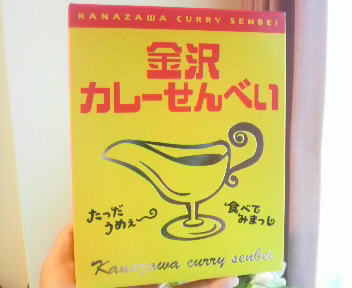 KANAZAWA CURRY SENBEI
金沢
カレーせんべい
たっだ
うめぇ〜
食べて
みまっし
Kanazawa curry senbei